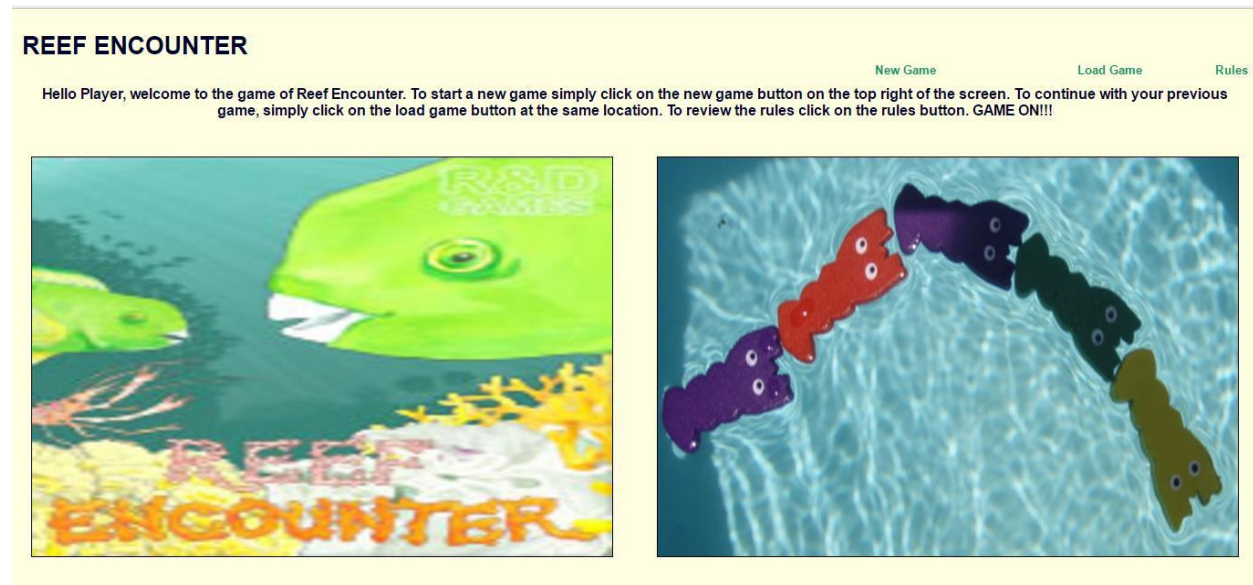 REEF ENCOUNTER
New Game Load Game Rules
Hello Player, welcome to the game of Reef Encounter. To start a new game simply click on the new game button on the top right of the screen. To continue with your previous
game, simply click on the load game button at the same location. To review the rules click on the rules button. GAME ON!!!
R&D
GAMES
REEF
ENCOUNTER